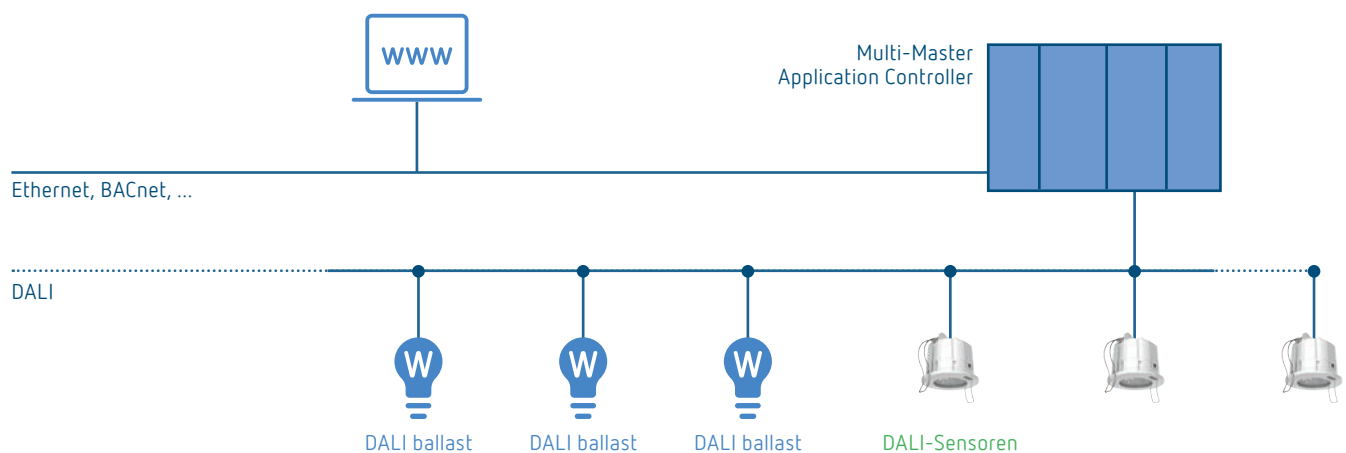 www
Multi-Master
Application Controller
Ethernet, BACnet, ...
DALI
W
W
W
DALI ballast
DALI ballast
DALI ballast
DALI-Sensoren